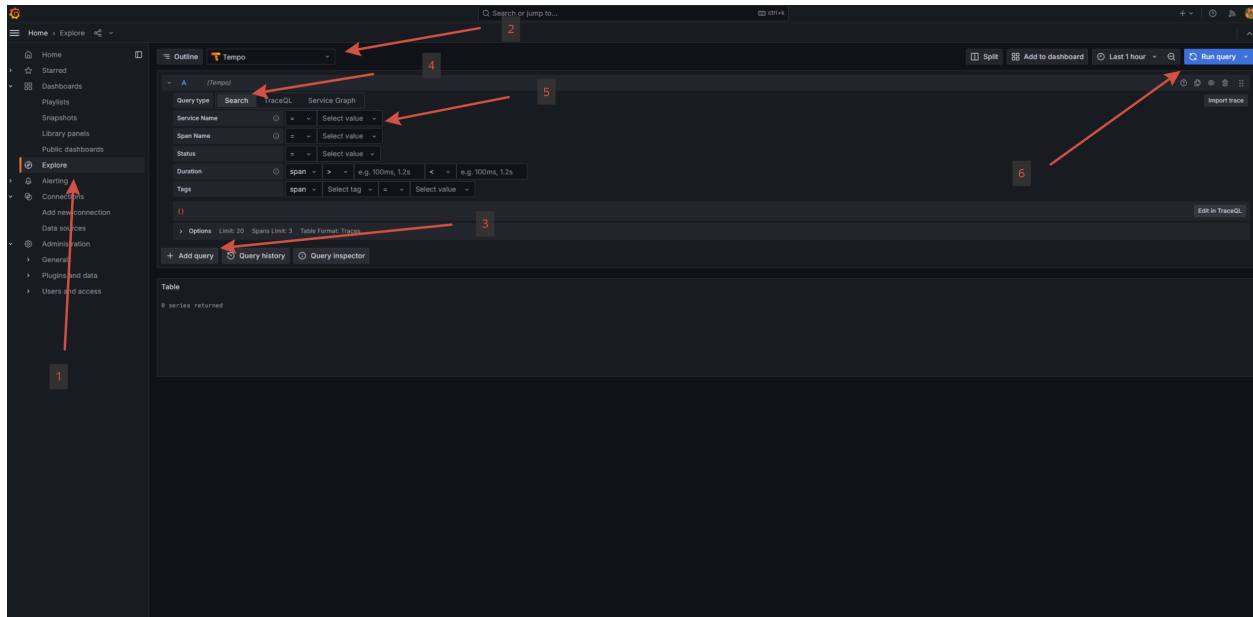 Search or jump to...
ctrl+k
2
Home › Explore
Home
Starred
Dashboards
Playlists
Snapshots
Library panels
Public dashboards
Explore
Alerting
Connections
Add new connection
Data sources
Administration
General
Plugins and data
Users and access
1
Outline
Tempo
Split
Add to dashboard
Last 1 hour
Run query
4
A (Tempo)
5
Query type Search TraceQL Service Graph
Import trace
Service Name = Select value
Span Name = Select value
Status = Select value
Duration span > e.g. 100ms, 1.2s < e.g. 100ms, 1.2s
6
Tags span Select tag = Select value
{}
Edit in TraceQL
Options Limit: 20 Spans Limit: 3 Table Format: Traces
3
+ Add query Query history Query inspector
Table
0 series returned